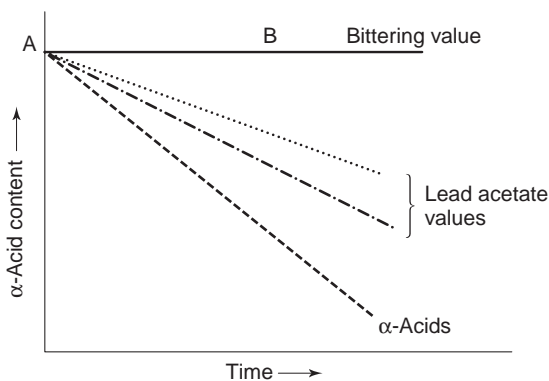 A
B
Bittering value
α-Acid content
Lead acetate
values
α-Acids
Time